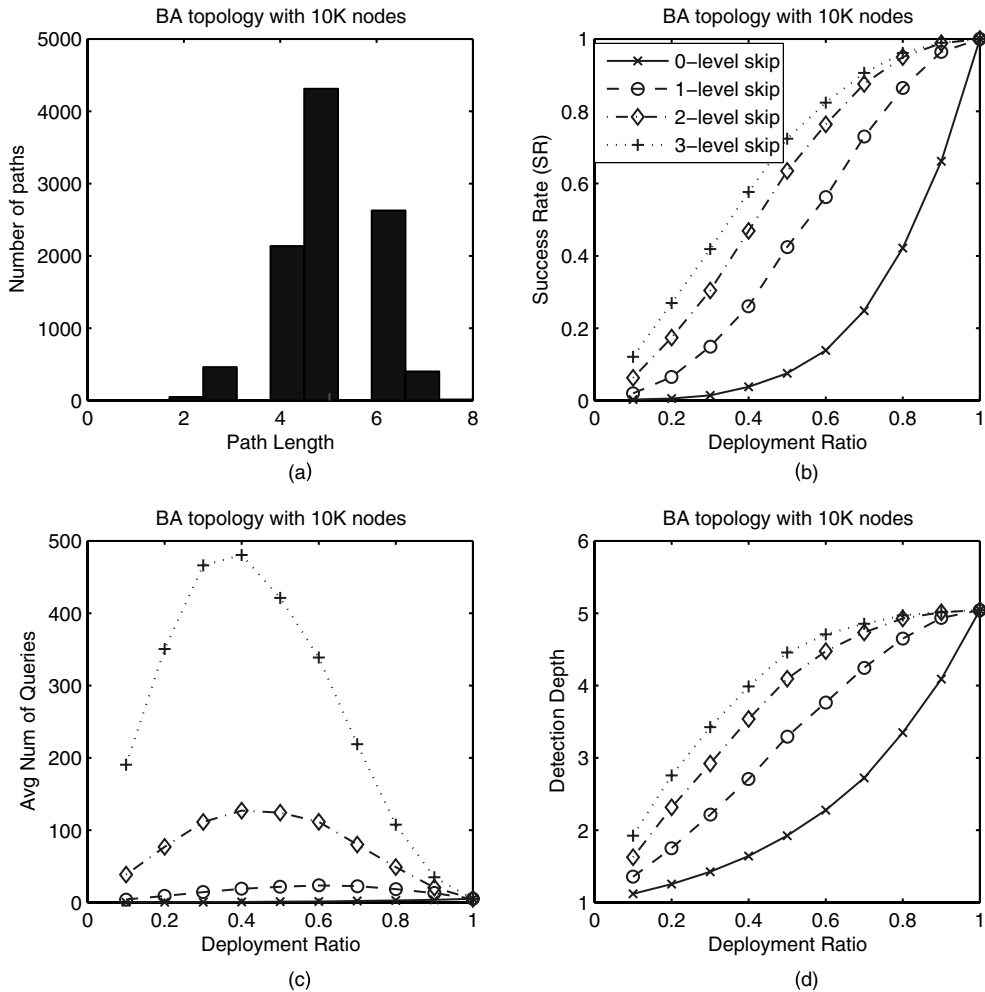 BA topology with 10K nodes
5000
4000
3000
2000
1000
0
Number of paths
0 2 4 6 8
Path Length
(a)
BA topology with 10K nodes
1
0.8
0.6
0.4
0.2
0
Success Rate (SR)
0−level skip
1−level skip
2−level skip
3−level skip
0 0.2 0.4 0.6 0.8 1
Deployment Ratio
(b)
BA topology with 10K nodes
500
400
300
200
100
0
Avg Num of Queries
0 0.2 0.4 0.6 0.8 1
Deployment Ratio
(c)
BA topology with 10K nodes
6
5
4
3
2
1
Detection Depth
0 0.2 0.4 0.6 0.8 1
Deployment Ratio
(d)